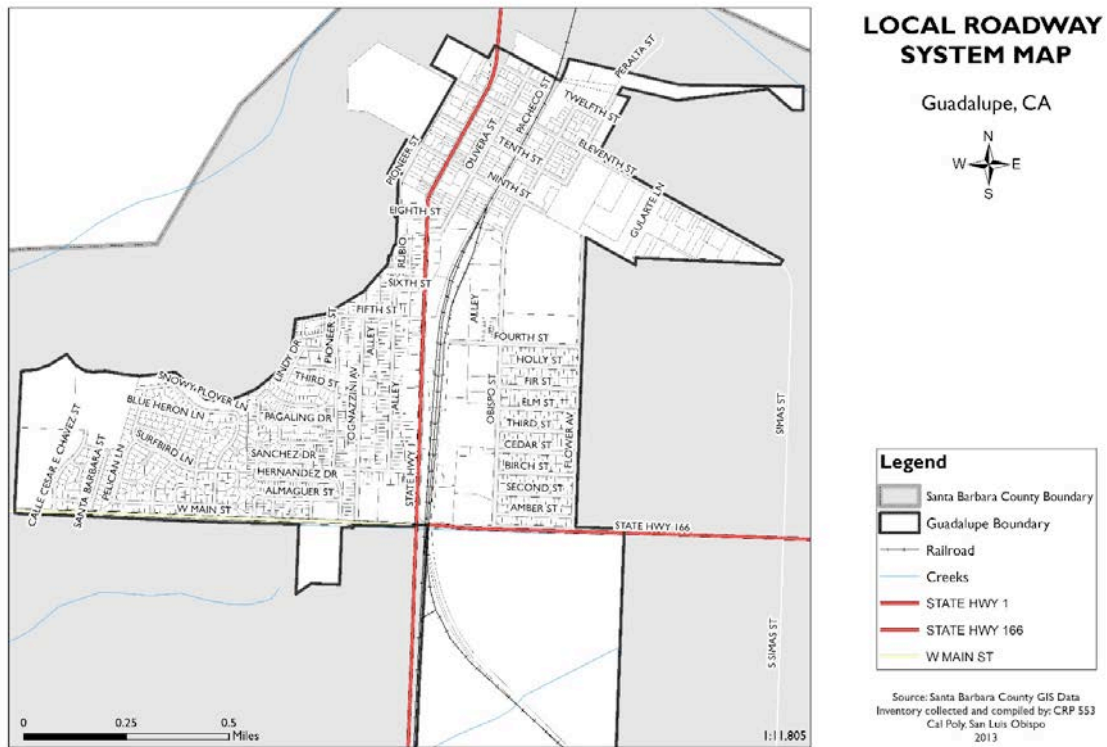 LOCAL ROADWAY
SYSTEM MAP
Guadalupe, CA
N
W E
S
PERALTA ST
PACHECO ST
TWELFTH ST
OLIVERA ST
TENTH ST
ELEVENTH ST
PIONEER ST
NINTH ST
GULARTE LN
EIGHTH ST
RUBIO
SIXTH ST
FIFTH ST
ALLEY
ALLEY
PIONEER ST
LINDY DR
FOURTH ST
HOLLY ST
THIRD ST
FIR ST
SNOWY PLOVER LN
TOGNAZZINI AV
ALLEY
OBISPO ST
ELM ST
FLOWER AV
SIMAS ST
BLUE HERON LN
PAGALING DR
THIRD ST
CALLE CESAR E CHAVEZ ST
SANTA BARBARA ST
PELICAN LN
SURFBIRD LN
SANCHEZ DR
CEDAR ST
HERNANDEZ DR
BIRCH ST
ALMAGUER ST
STATE HWY 1
SECOND ST
W MAIN ST
AMBER ST
STATE HWY 166
S SIMAS ST
0 0.25 0.5
Miles
1:11,805
Legend
Santa Barbara County Boundary
Guadalupe Boundary
Railroad
Creeks
STATE HWY 1
STATE HWY 166
W MAIN ST
Source: Santa Barbara County GIS Data
Inventory collected and compiled by: CRP 553
Cal Poly, San Luis Obispo
2013